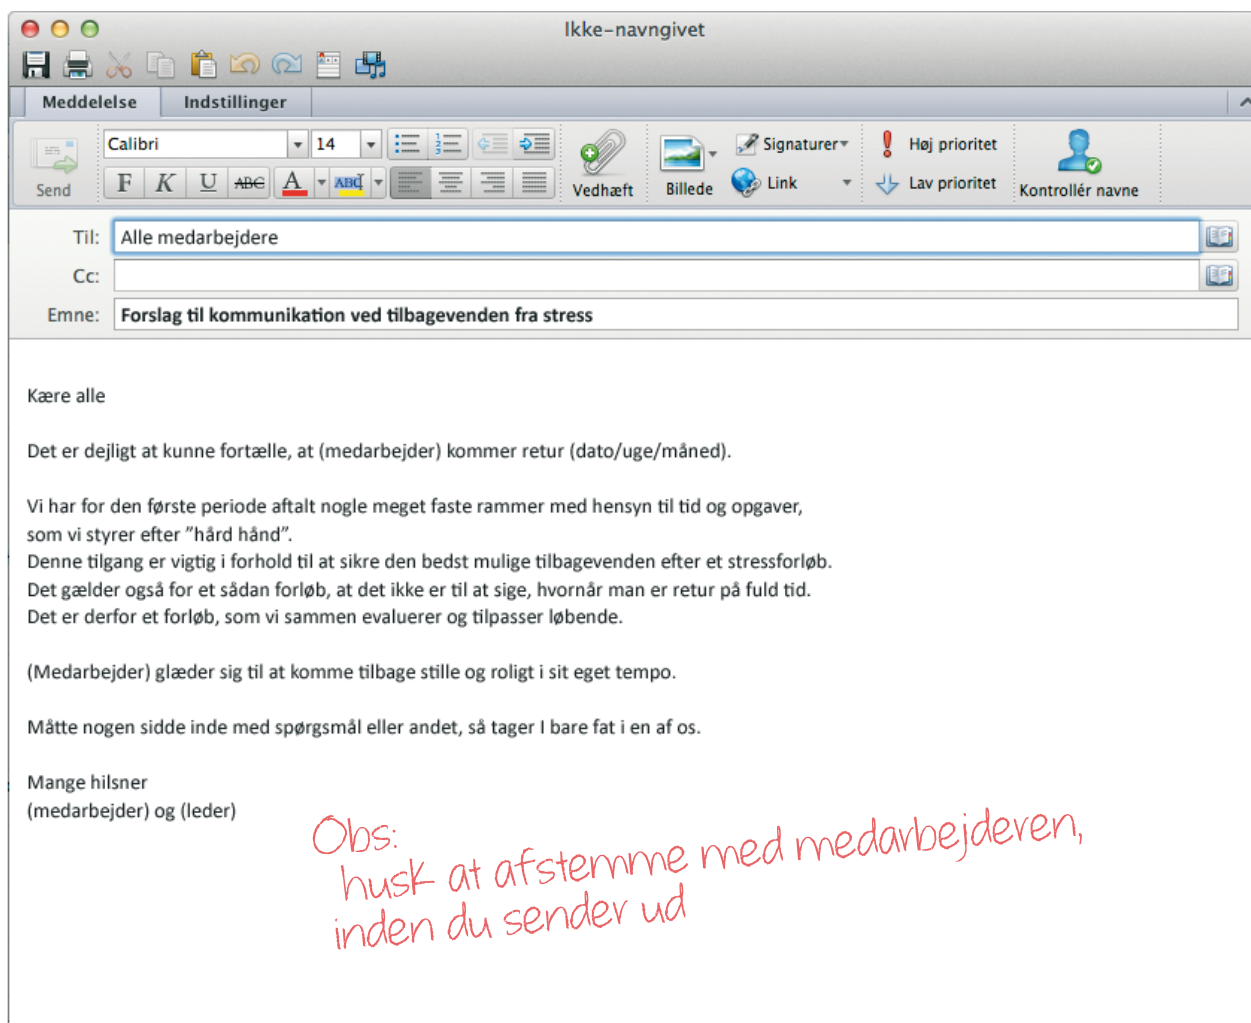 Ikke-navngivet
Meddelelse Indstillinger
Calibri 14
Send
F K U ABC A ABC
Vedhæft
Billede
Signaturer
Link
Høj prioritet
Lav prioritet
Kontrollér navne
Til: Alle medarbejdere
Cc:
Emne: Forslag til kommunikation ved tilbagevenden fra stress
Kære alle
Det er dejligt at kunne fortælle, at (medarbejder) kommer retur (dato/uge/måned).
Vi har for den første periode aftalt nogle meget faste rammer med hensyn til tid og opgaver,
som vi styrer efter ”hård hånd”.
Denne tilgang er vigtig i forhold til at sikre den bedst mulige tilbagevenden efter et stressforløb.
Det gælder også for et sådan forløb, at det ikke er til at sige, hvornår man er retur på fuld tid.
Det er derfor et forløb, som vi sammen evaluerer og tilpasser løbende.
(Medarbejder) glæder sig til at komme tilbage stille og roligt i sit eget tempo.
Måtte nogen sidde inde med spørgsmål eller andet, så tager I bare fat i en af os.
Mange hilsner
(medarbejder) og (leder)
Obs:
husk at afstemme med medarbejderen,
inden du sender ud